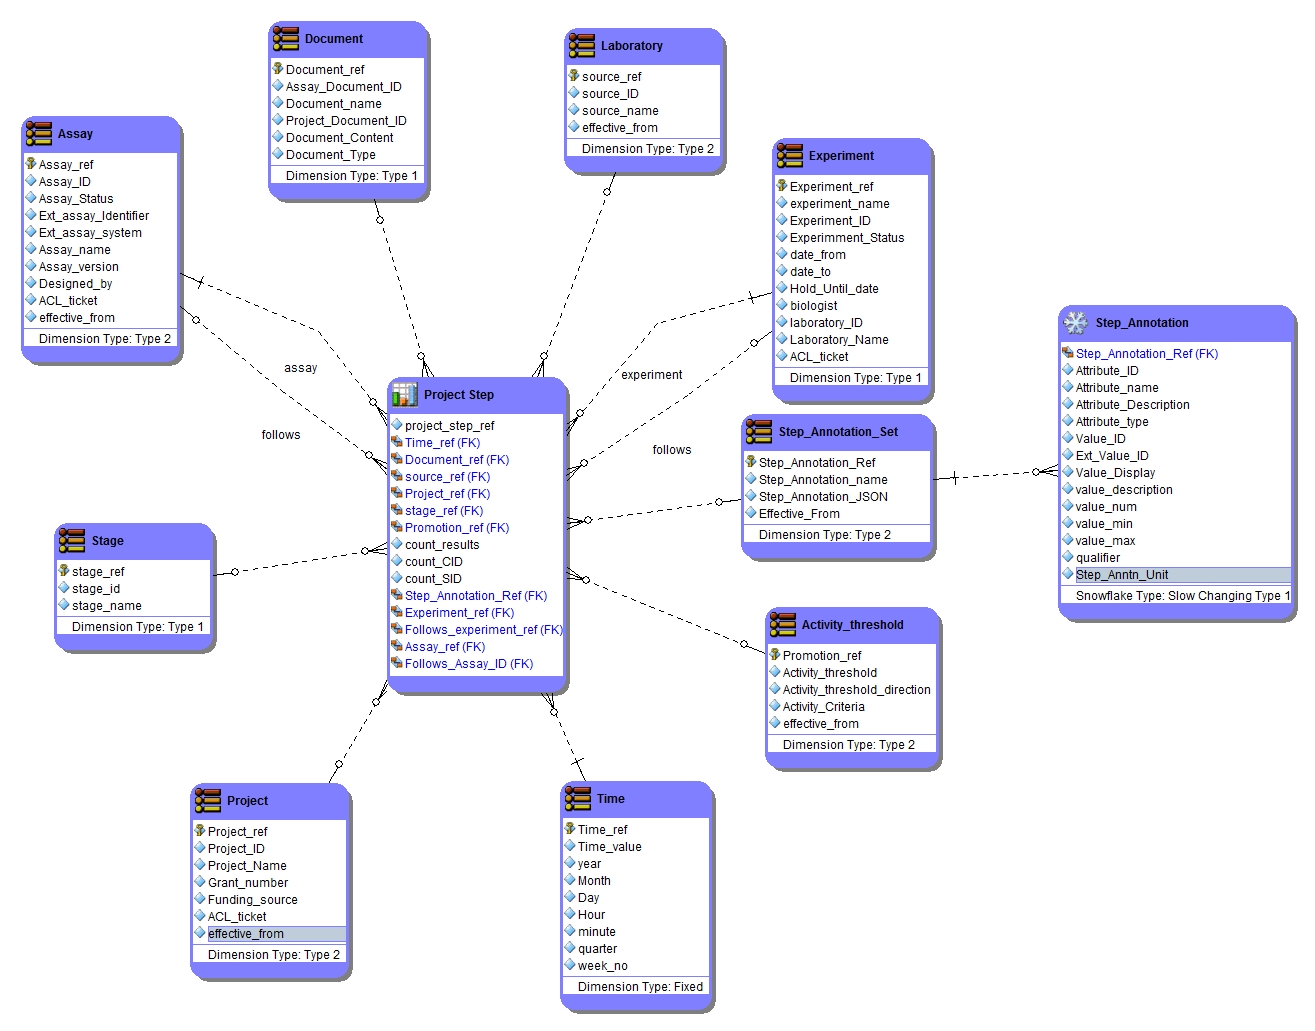 Document
Document_ref
Assay_Document_ID
Document_name
Project_Document_ID
Document_Content
Document_Type
Dimension Type: Type 1
Laboratory
source_ref
source_ID
source_name
effective_from
Dimension Type: Type 2
Assay
Assay_ref
Assay_ID
Assay_Status
Ext_assay_Identifier
Ext_assay_system
Assay_name
Assay_version
Designed_by
ACL_ticket
effective_from
Dimension Type: Type 2
Experiment
Experiment_ref
experiment_name
Experiment_ID
Experimment_Status
date_from
date_to
Hold_Until_date
biologist
laboratory_ID
Laboratory_Name
ACL_ticket
Dimension Type: Type 1
assay
follows
experiment
follows
Project Step
project_step_ref
Time_ref (FK)
Document_ref (FK)
source_ref (FK)
Project_ref (FK)
stage_ref (FK)
Promotion_ref (FK)
count_results
count_CID
count_SID
Step_Annotation_Ref (FK)
Experiment_ref (FK)
Follows_experiment_ref (FK)
Assay_ref (FK)
Follows_Assay_ID (FK)
Step_Annotation_Set
Step_Annotation_Ref
Step_Annotation_name
Step_Annotation_JSON
Effective_From
Dimension Type: Type 2
Step_Annotation
Step_Annotation_Ref (FK)
Attribute_ID
Attribute_name
Attribute_Description
Attribute_type
Value_ID
Ext_Value_ID
Value_Display
value_description
value_num
value_min
value_max
qualifier
Step_Anntn_Unit
Snowflake Type: Slow Changing Type 1
Stage
stage_ref
stage_id
stage_name
Dimension Type: Type 1
Activity_threshold
Promotion_ref
Activity_threshold
Activity_threshold_direction
Activity_Criteria
effective_from
Dimension Type: Type 2
Project
Project_ref
Project_ID
Project_Name
Grant_number
Funding_source
ACL_ticket
effective_from
Dimension Type: Type 2
Time
Time_ref
Time_value
year
Month
Day
Hour
minute
quarter
week_no
Dimension Type: Fixed